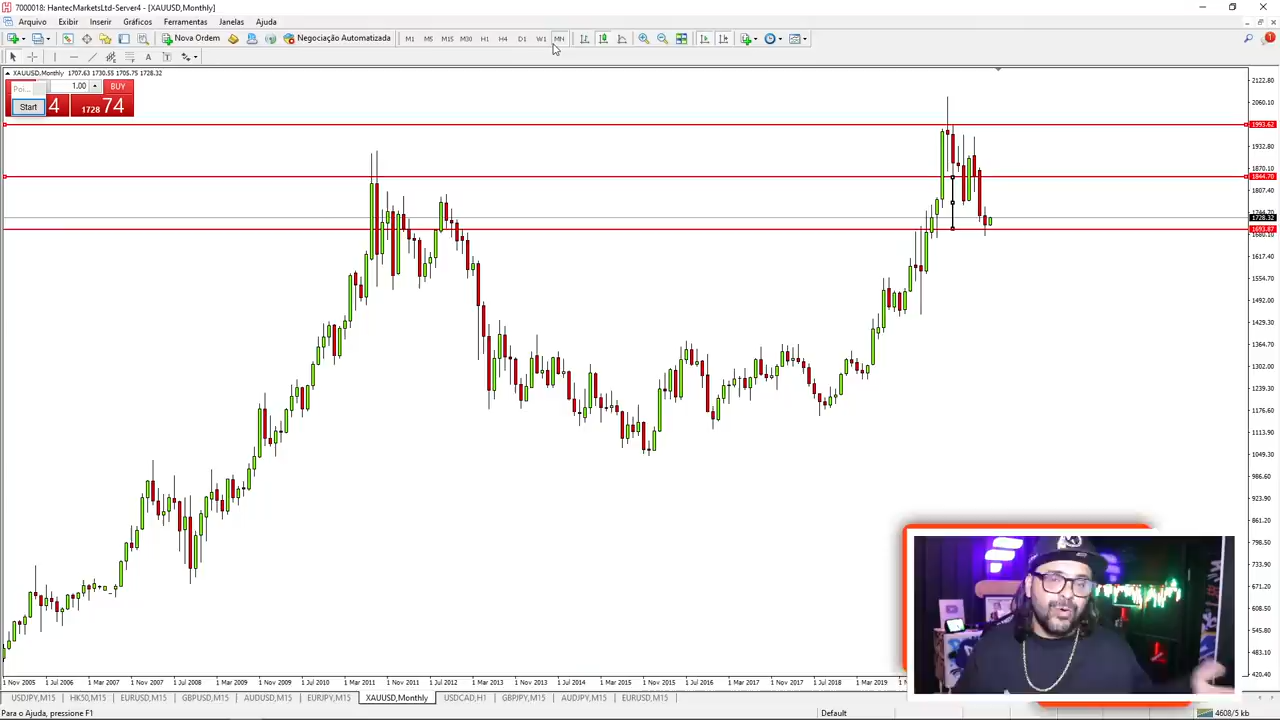 7000018: HantecMarketsLtd-Server4 - [XAUUSD,Monthly]
Arquivo Exibir Inserir Gráficos Ferramentas Janelas Ajuda
Nova Ordem Negociação Automatizada M1 M5 M15 M30 H1 H4 D1 W1 MN
A T
XAUUSD,Monthly 1707.63 1730.55 1705.75 1728.32
Poi... 1.00 BUY
Start 4 1728 74
2122.80
2060.10
1993.62
1932.80
1870.10
1844.70
1807.40
1728.32
1693.87
1617.40
1554.70
1492.00
1429.30
1364.70
1302.00
1239.30
1176.60
1113.90
1049.30
986.60
923.90
861.20
798.50
733.90
671.20
608.50
545.80
483.10
420.40
1 Nov 2005 1 Jul 2006 1 Mar 2007 1 Nov 2007 1 Jul 2008 1 Mar 2009 1 Nov 2009 1 Jul 2010 1 Mar 2011 1 Nov 2011 1 Jul 2012 1 Mar 2013 1 Nov 2013 1 Jul 2014 1 Mar 2015 1 Nov 2015 1 Jul 2016 1 Mar 2017 1 Nov 2017 1 Jul 2018 1 Mar 2019
USDJPY,M15 HK50,M15 EURUSD,M15 GBPUSD,M15 AUDUSD,M15 EURJPY,M15 XAUUSD,Monthly USDCAD,H1 GBPJPY,M15 AUDJPY,M15 EURUSD,M15
Para o Ajuda, pressione F1 Default 4608/5 kb